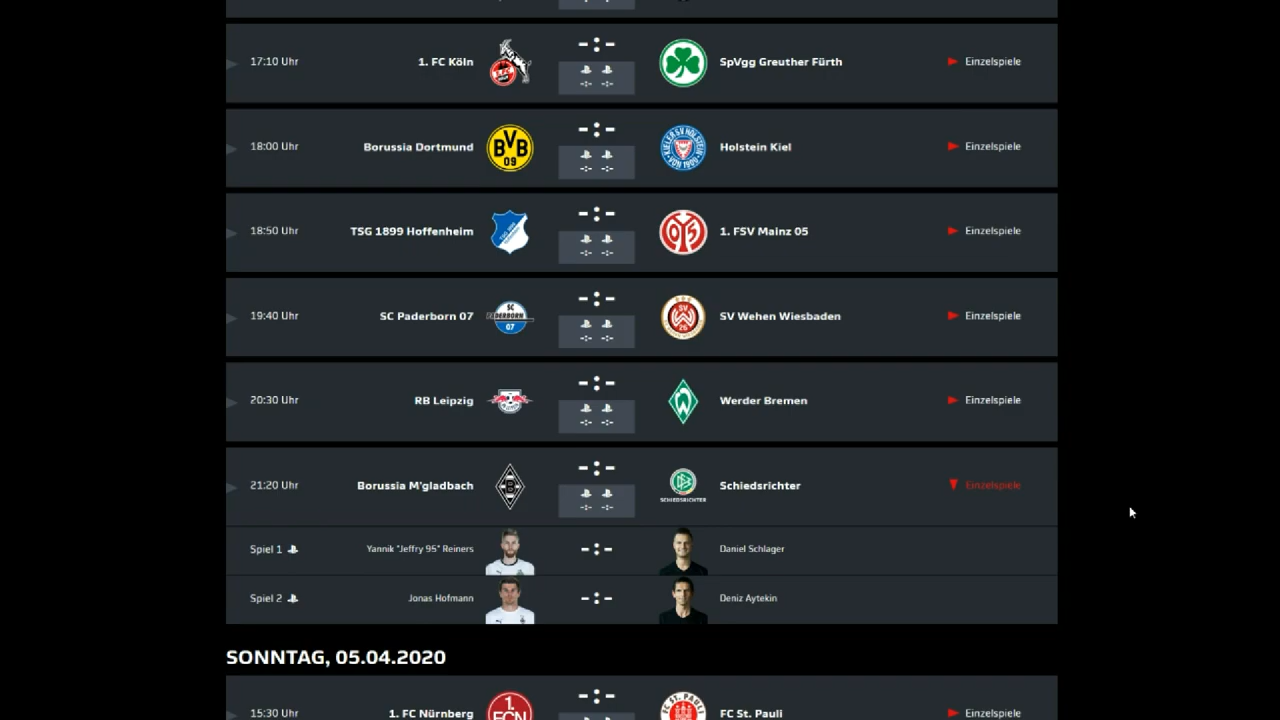 17:10 Uhr 1. FC Köln -:- SpVgg Greuther Fürth Einzelspiele
-:- -:-
18:00 Uhr Borussia Dortmund BVB 09 -:- Holstein Kiel Einzelspiele
-:- -:-
18:50 Uhr TSG 1899 Hoffenheim -:- 1. FSV Mainz 05 Einzelspiele
-:- -:-
19:40 Uhr SC Paderborn 07 -:- SV Wehen Wiesbaden Einzelspiele
-:- -:-
20:30 Uhr RB Leipzig -:- Werder Bremen Einzelspiele
-:- -:-
21:20 Uhr Borussia M'gladbach -:- SCHIEDSRICHTER Schiedsrichter Einzelspiele
-:- -:-
Spiel 1 Yannik "Jeffry 95" Reiners -:- Daniel Schlager
Spiel 2 Jonas Hofmann -:- Deniz Aytekin
SONNTAG, 05.04.2020
15:30 Uhr 1. FC Nürnberg -:- FC St. Pauli Einzelspiele